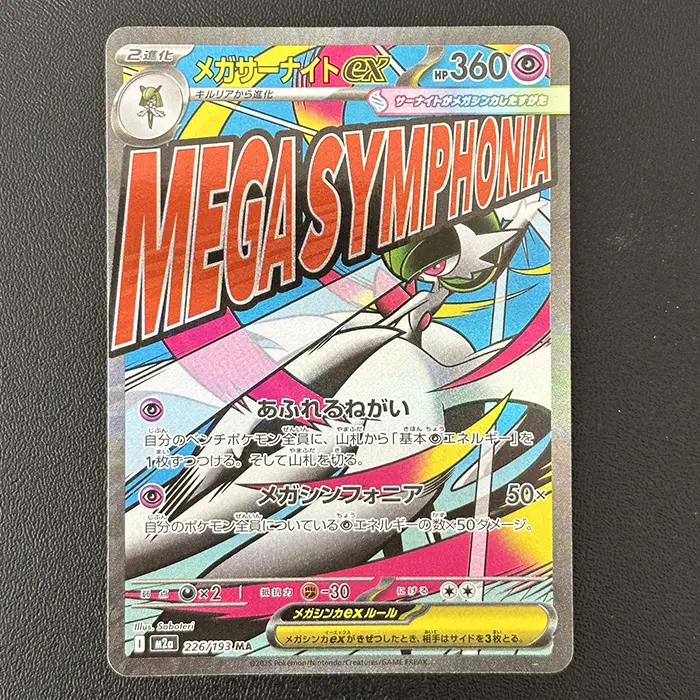 2進化 メガサーナイトex HP360
キルリアから進化
サーナイトがメガシンカしたすがた
MEGA SYMPHONIA
あふれるねがい
自分のベンチポケモン全員に、山札から「基本エネルギー」を
1枚ずつつける。そして山札を切る。
メガシンフォニア 50×
自分のポケモン全員についているエネルギーの数×50ダメージ。
弱点 ×2 抵抗力 -30 にげる
メガシンカexルール
メガシンカexがきぜつしたとき、相手はサイドを3枚とる。
Illus. Saboteri
I m2a 226/193 MA
©2025 Pokémon/Nintendo/Creatures/GAME FREAK